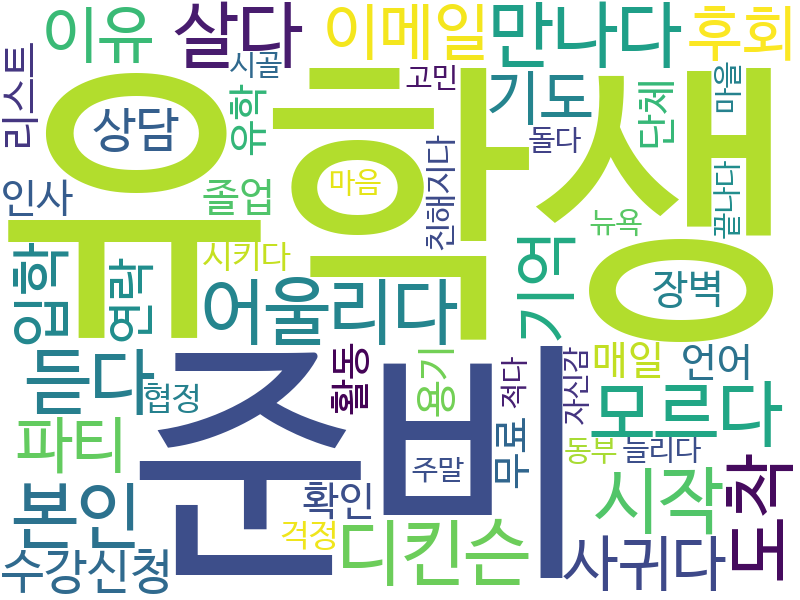 이유
살다
이메일
만나다
후회
리스트
시골
유학생
상담
유학
고민
기도
돌다
단체
마을
인사
졸업
마음
친해지다
뉴욕
끝나다
입학
연락
시키다
어울리다
기억
장벽
듣다
협정
준비
활동
용기
적다
자신감
매일
언어
파티
모르다
본인
확인
주말
무료
동부
늘리다
시작
도착
수강신청
걱정
디킨슨
사귀다